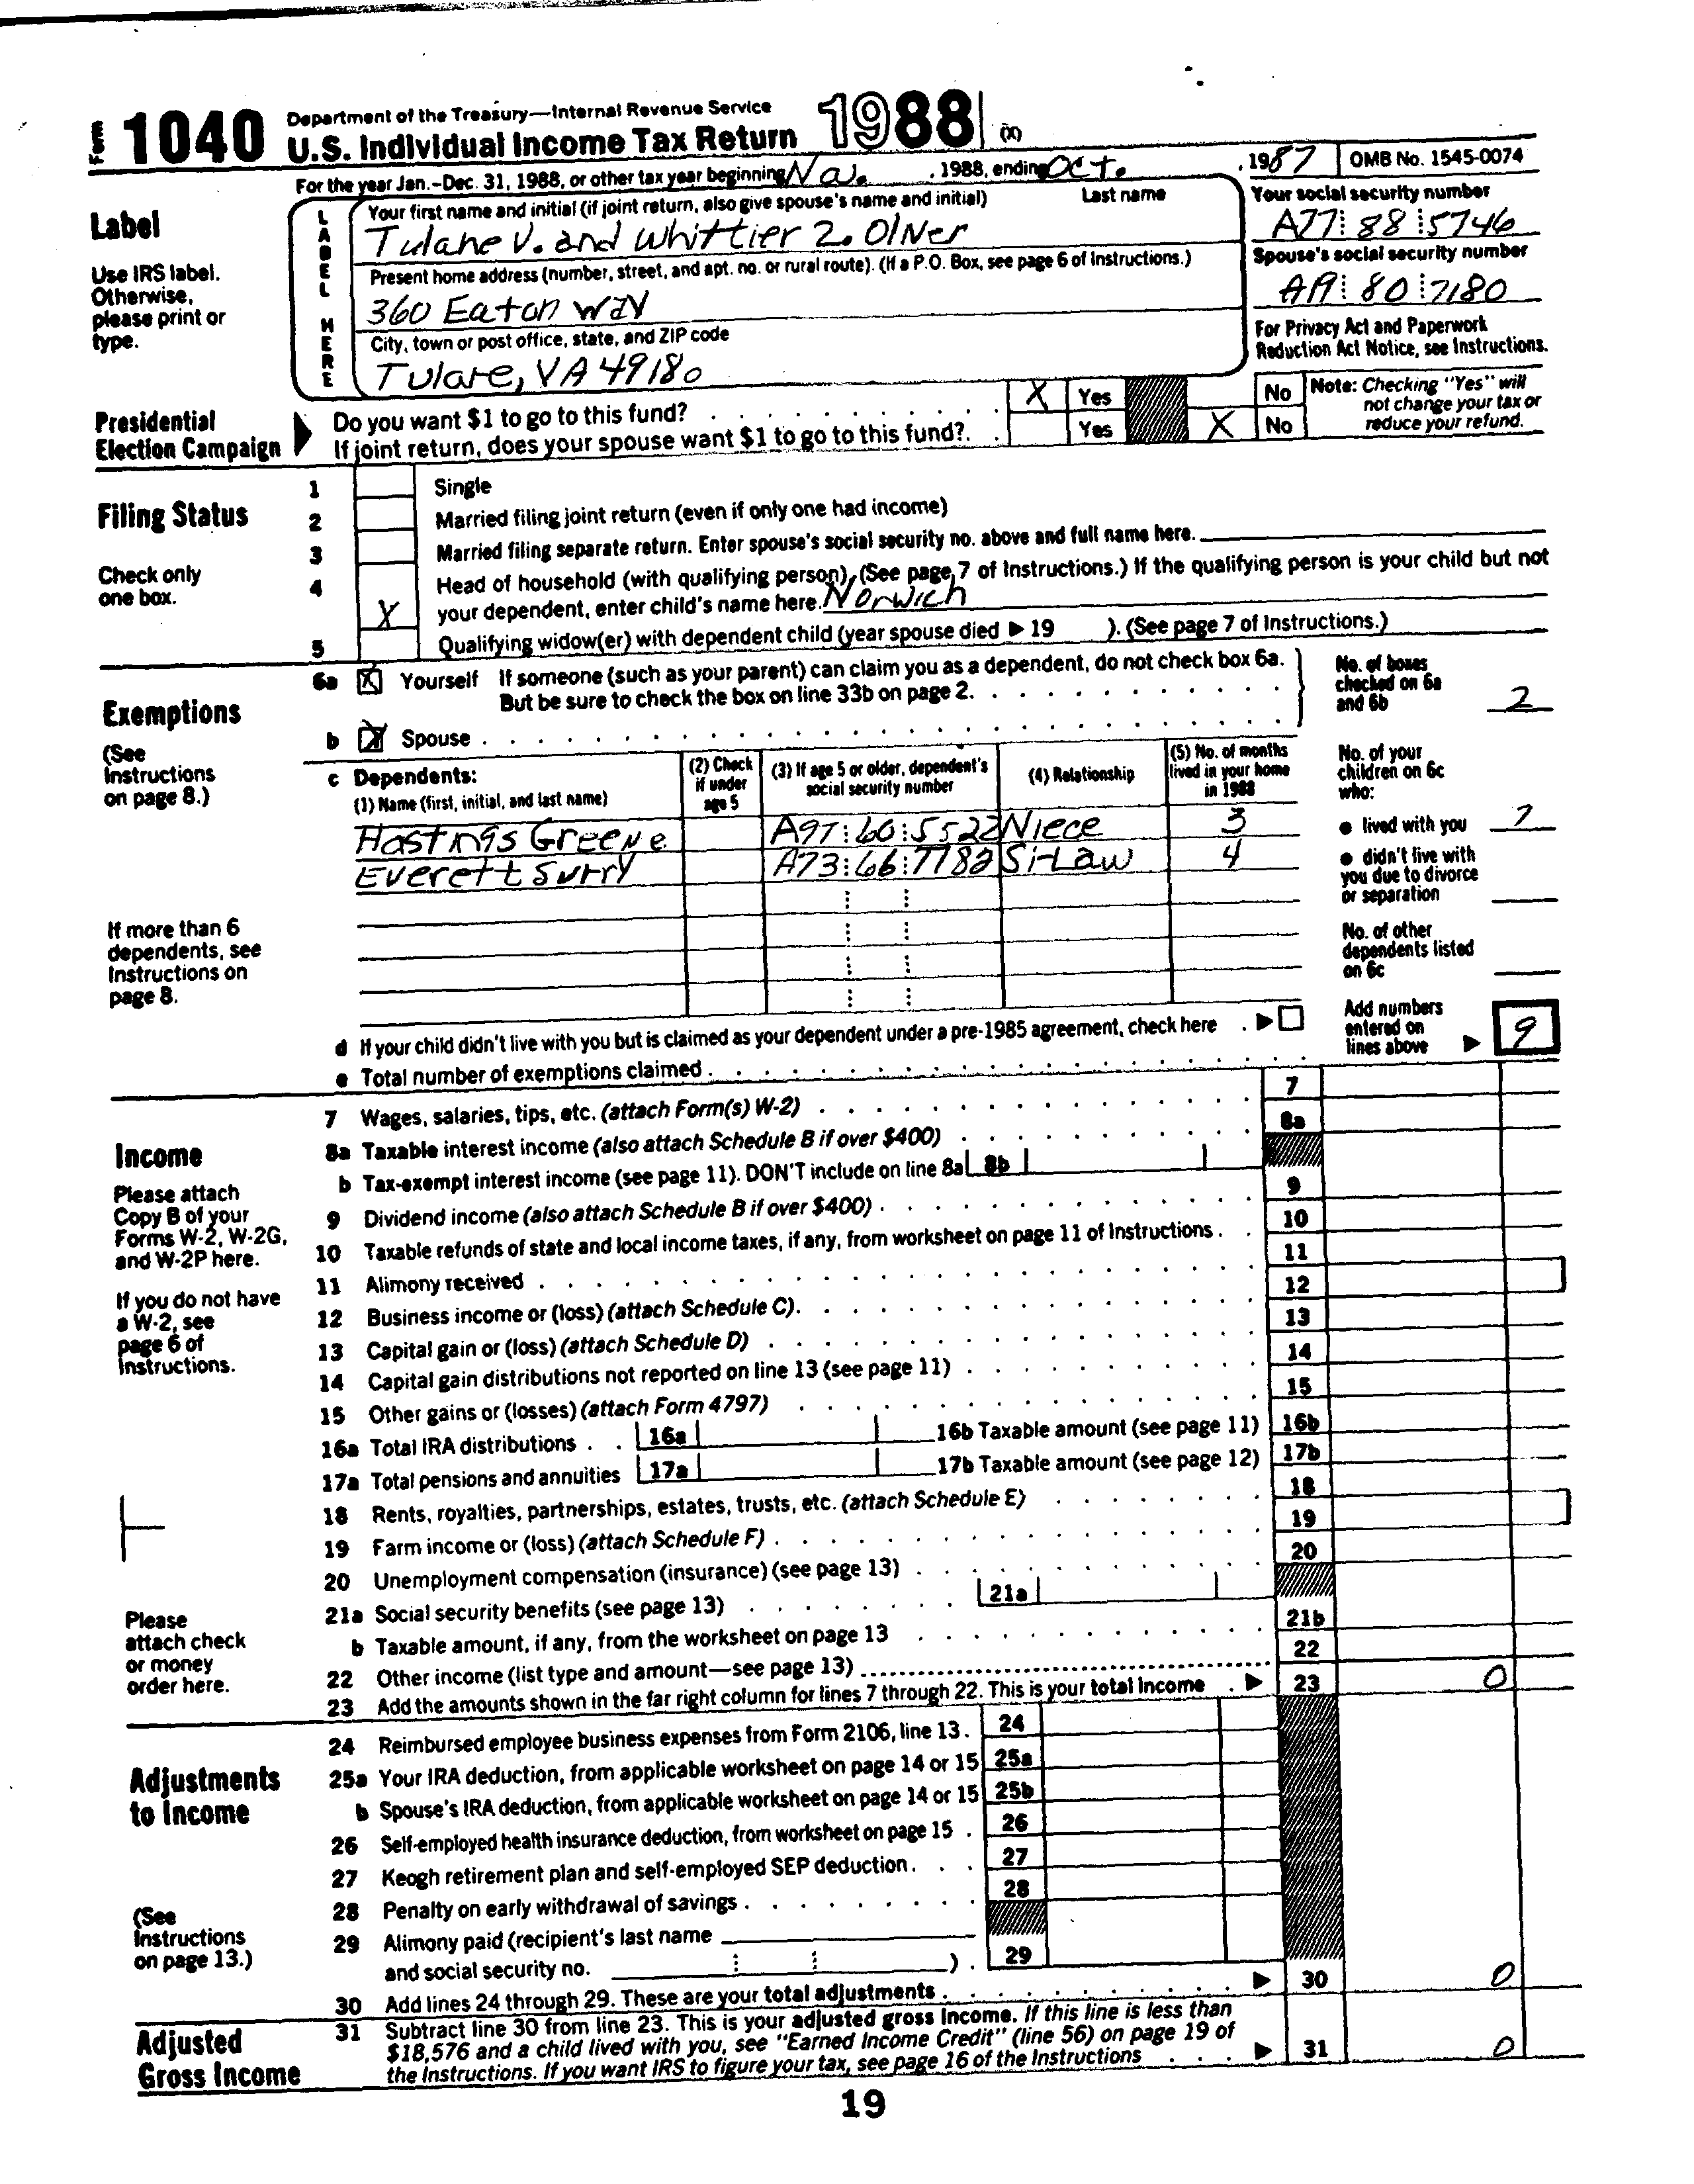 Form 1040 Department of the Treasury—Internal Revenue Service
U.S. Individual Income Tax Return 1988 (X)
For the year Jan.-Dec. 31, 1988, or other tax year beginning , 1988, ending Oct. , 1987 OMB No. 1545-0074
Label
Use IRS label.
Otherwise,
please print or
type.
LABEL HERE
Your first name and initial (if joint return, also give spouse's name and initial) Last name
Tulane V. and Whittier Z. Oliver
Present home address (number, street, and apt. no. or rural route). (If a P.O. Box, see page 6 of Instructions.)
360 Eaton Way
City, town or post office, state, and ZIP code
Tulare, VA 49180
Your social security number
A77 88 5746
Spouse's social security number
80 7180
For Privacy Act and Paperwork
Reduction Act Notice, see Instructions.
Presidential
Election Campaign
Do you want $1 to go to this fund? X Yes No
If joint return, does your spouse want $1 to go to this fund? Yes X No
Note: Checking "Yes" will
not change your tax or
reduce your refund.
Filing Status
Check only
one box.
1 Single
2 Married filing joint return (even if only one had income)
3 Married filing separate return. Enter spouse's social security no. above and full name here.
4 Head of household (with qualifying person). (See page 7 of Instructions.) If the qualifying person is your child but not
X your dependent, enter child's name here. Norwich
5 Qualifying widow(er) with dependent child (year spouse died ▶ 19 ). (See page 7 of Instructions.)
Exemptions
(See
Instructions
on page 8.)
6a X Yourself If someone (such as your parent) can claim you as a dependent, do not check box 6a.
But be sure to check the box on line 33b on page 2.
b X Spouse
No. of boxes
checked on 6a
and 6b 2
c Dependents:
(1) Name (first, initial, and last name)
(2) Check
if under
age 5
(3) If age 5 or older, dependent's
social security number
(4) Relationship
(5) No. of months
lived in your home
in 1988
Hastings Greene A97 60 5522 Niece 3
Everett Surry A73 66 7782 Si-Law 4
If more than 6
dependents, see
Instructions on
page 8.
No. of your
children on 6c
who:
● lived with you 7
● didn't live with
you due to divorce
or separation
No. of other
dependents listed
on 6c
Add numbers
entered on
lines above ▶ 9
d If your child didn't live with you but is claimed as your dependent under a pre-1985 agreement, check here ▶
e Total number of exemptions claimed
Income
Please attach
Copy B of your
Forms W-2, W-2G,
and W-2P here.
If you do not have
a W-2, see
page 6 of
Instructions.
Please
attach check
or money
order here.
7 Wages, salaries, tips, etc. (attach Form(s) W-2) 7
8a Taxable interest income (also attach Schedule B if over $400) 8a
b Tax-exempt interest income (see page 11). DON'T include on line 8a 8b
9 Dividend income (also attach Schedule B if over $400) 9
10 Taxable refunds of state and local income taxes, if any, from worksheet on page 11 of Instructions 10
11 Alimony received 11
12 Business income or (loss) (attach Schedule C) 12
13 Capital gain or (loss) (attach Schedule D) 13
14 Capital gain distributions not reported on line 13 (see page 11) 14
15 Other gains or (losses) (attach Form 4797) 15
16a Total IRA distributions 16a 16b Taxable amount (see page 11) 16b
17a Total pensions and annuities 17a 17b Taxable amount (see page 12) 17b
18 Rents, royalties, partnerships, estates, trusts, etc. (attach Schedule E) 18
19 Farm income or (loss) (attach Schedule F) 19
20 Unemployment compensation (insurance) (see page 13) 20
21a Social security benefits (see page 13) 21a
b Taxable amount, if any, from the worksheet on page 13 21b
22 Other income (list type and amount—see page 13) 22
23 Add the amounts shown in the far right column for lines 7 through 22. This is your total income ▶ 23 0
Adjustments
to Income
(See
Instructions
on page 13.)
24 Reimbursed employee business expenses from Form 2106, line 13. 24
25a Your IRA deduction, from applicable worksheet on page 14 or 15 25a
b Spouse's IRA deduction, from applicable worksheet on page 14 or 15 25b
26 Self-employed health insurance deduction, from worksheet on page 15 26
27 Keogh retirement plan and self-employed SEP deduction 27
28 Penalty on early withdrawal of savings 28
29 Alimony paid (recipient's last name
and social security no. ) 29
30 Add lines 24 through 29. These are your total adjustments ▶ 30 0
Adjusted
Gross Income
31 Subtract line 30 from line 23. This is your adjusted gross income. If this line is less than
$18,576 and a child lived with you, see "Earned Income Credit" (line 56) on page 19 of
the Instructions. If you want IRS to figure your tax, see page 16 of the Instructions ▶ 31 0
19